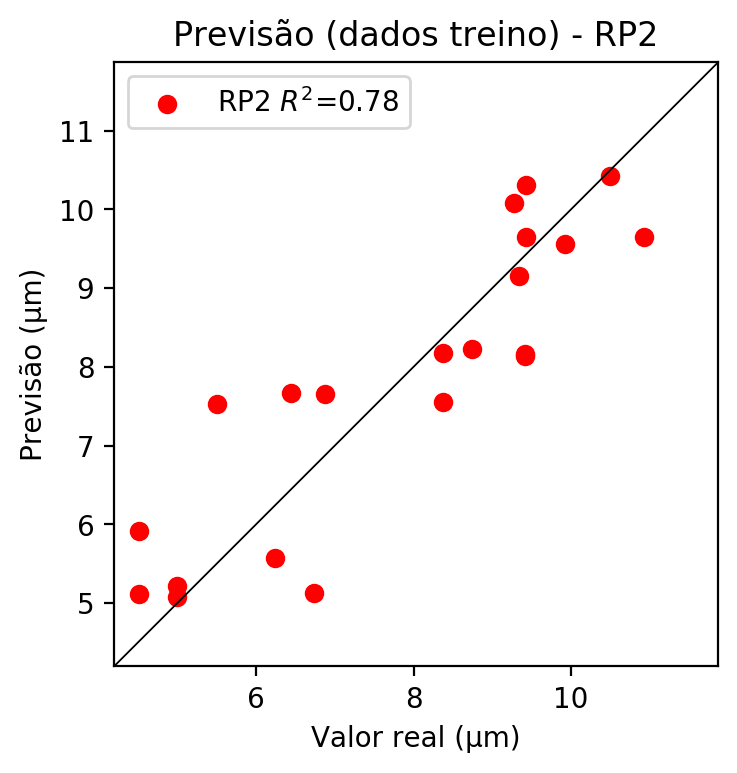 Previsão (dados treino) - RP2
RP2 R²=0.78
11
10
9
8
7
6
5
Previsão (µm)
6 8 10
Valor real (µm)